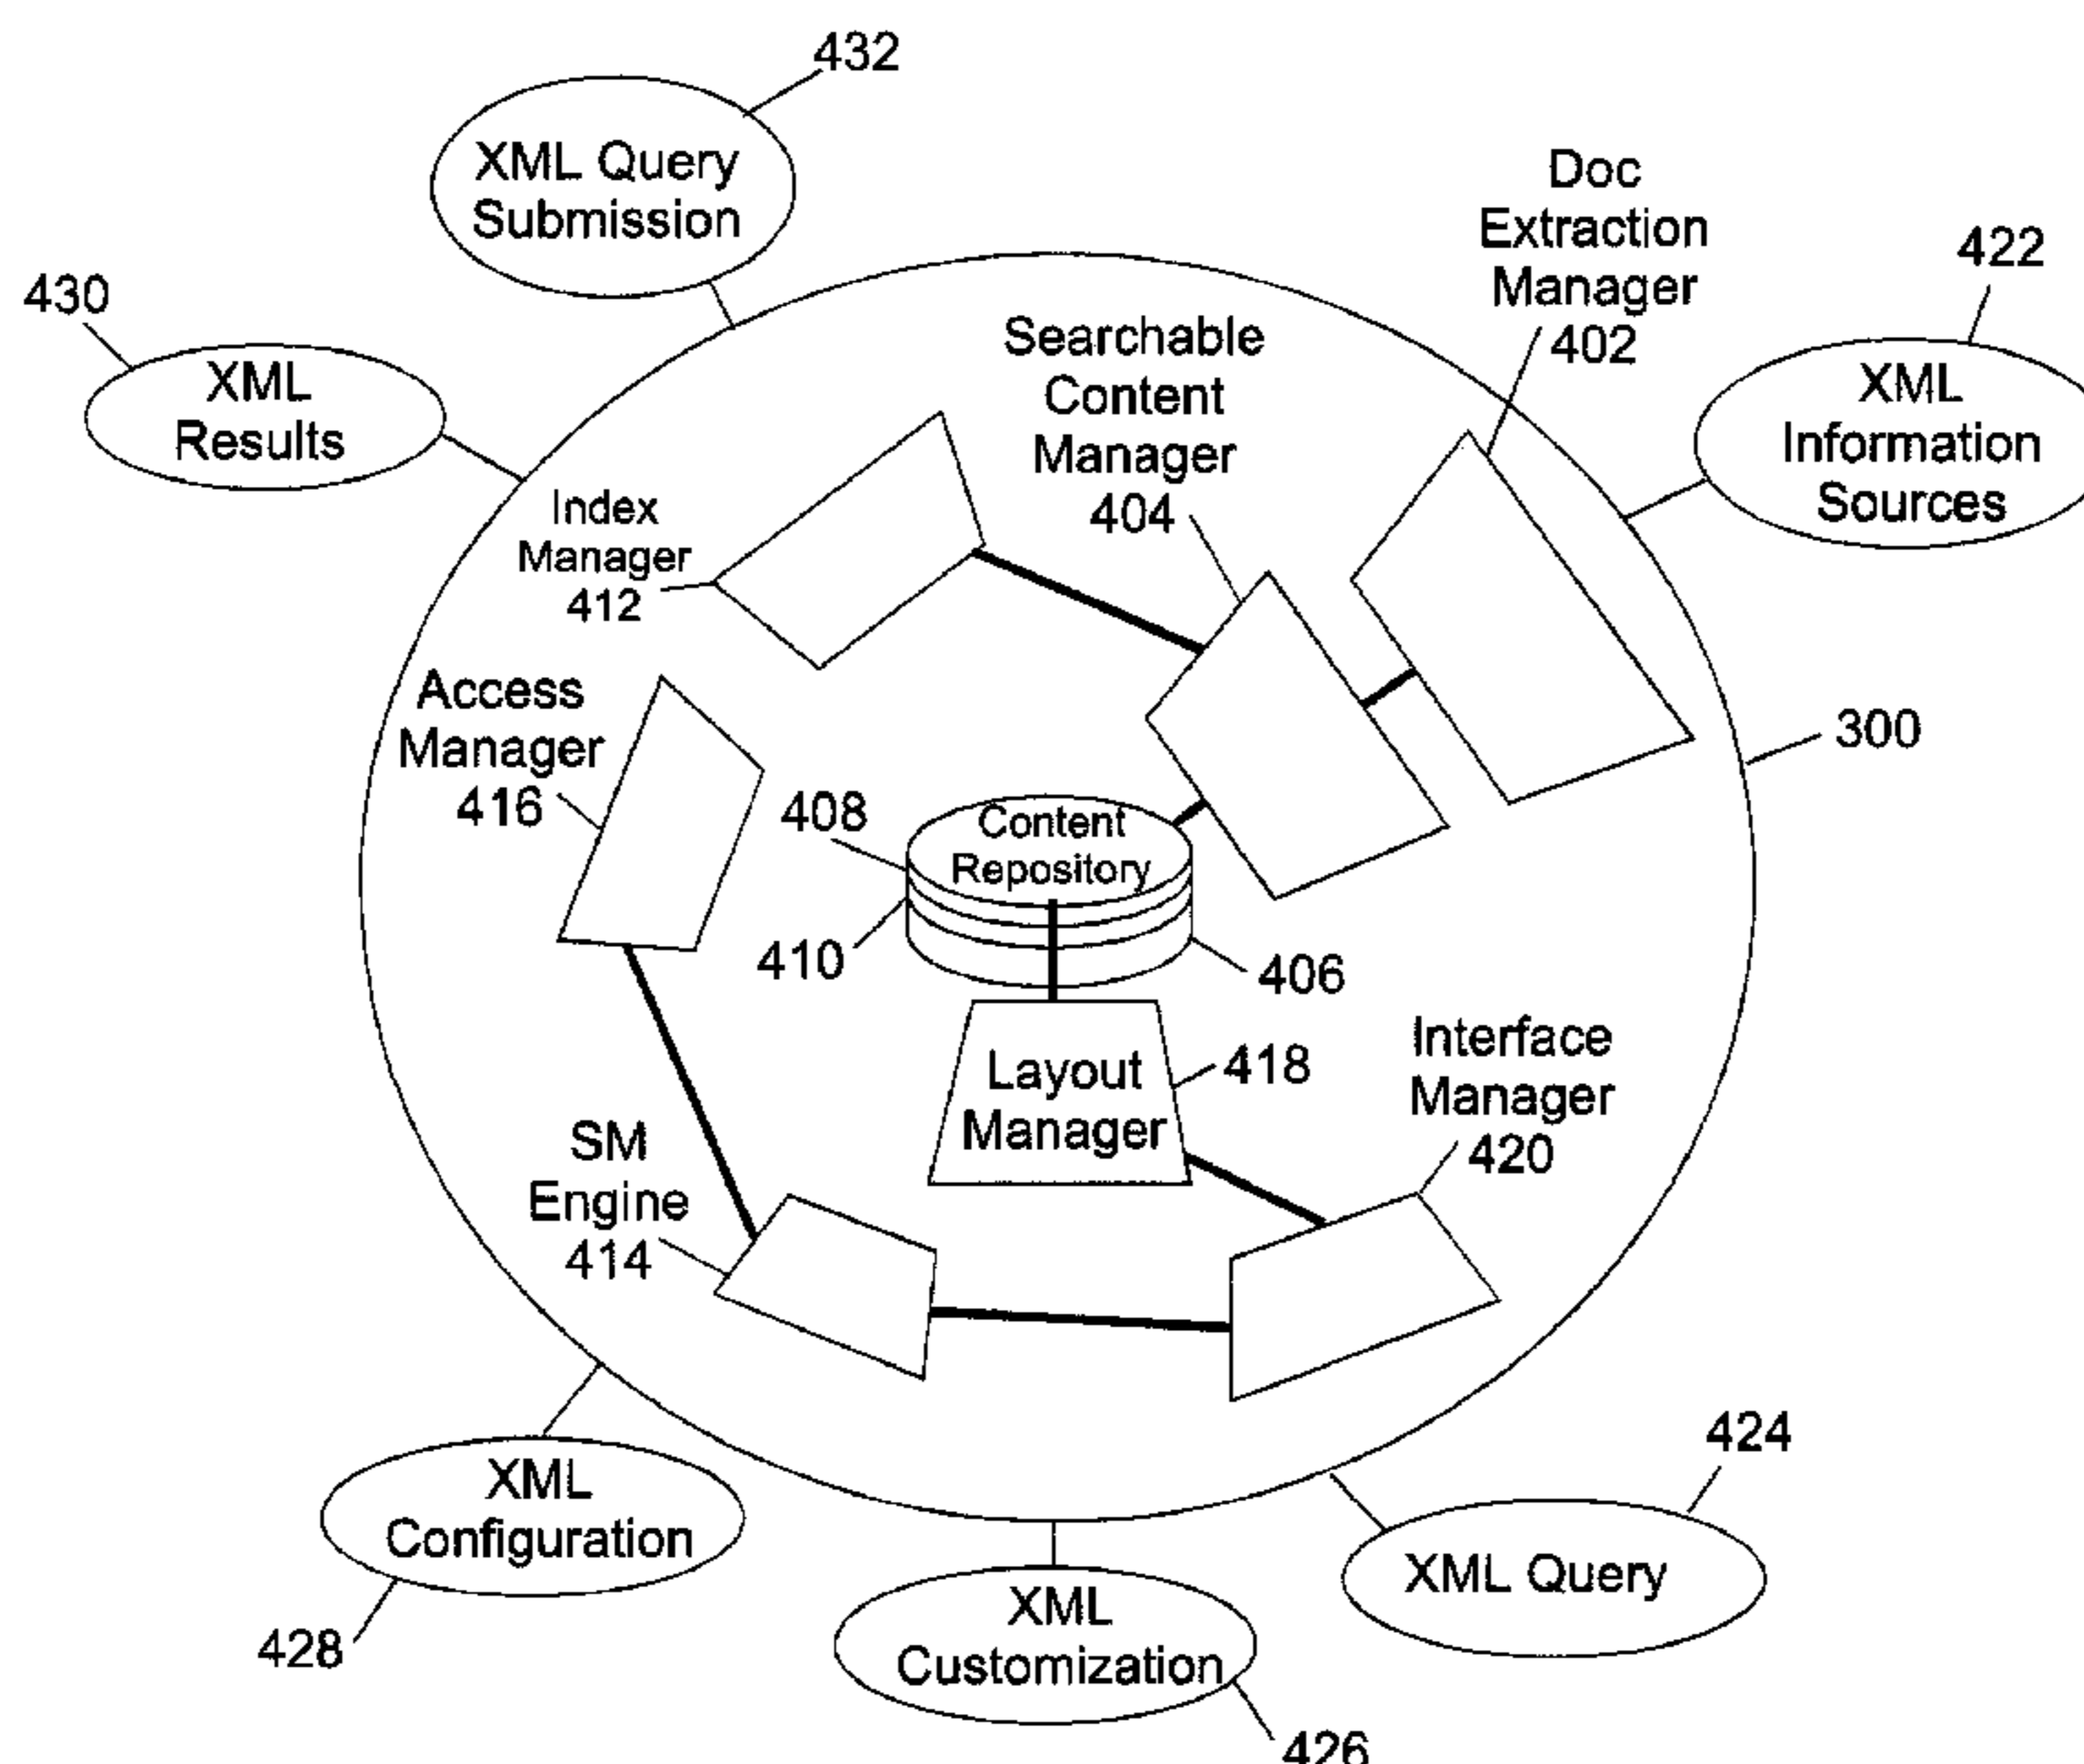 432
XML Query
Submission
Doc
Extraction
Manager
402
422
XML
Information
Sources
430
XML
Results
Searchable
Content
Manager
404
Index
Manager
412
Access
Manager
416
300
408
Content
Repository
410
406
Layout
Manager
418
Interface
Manager
420
SM
Engine
414
424
XML Query
XML
Configuration
428
XML
Customization
426